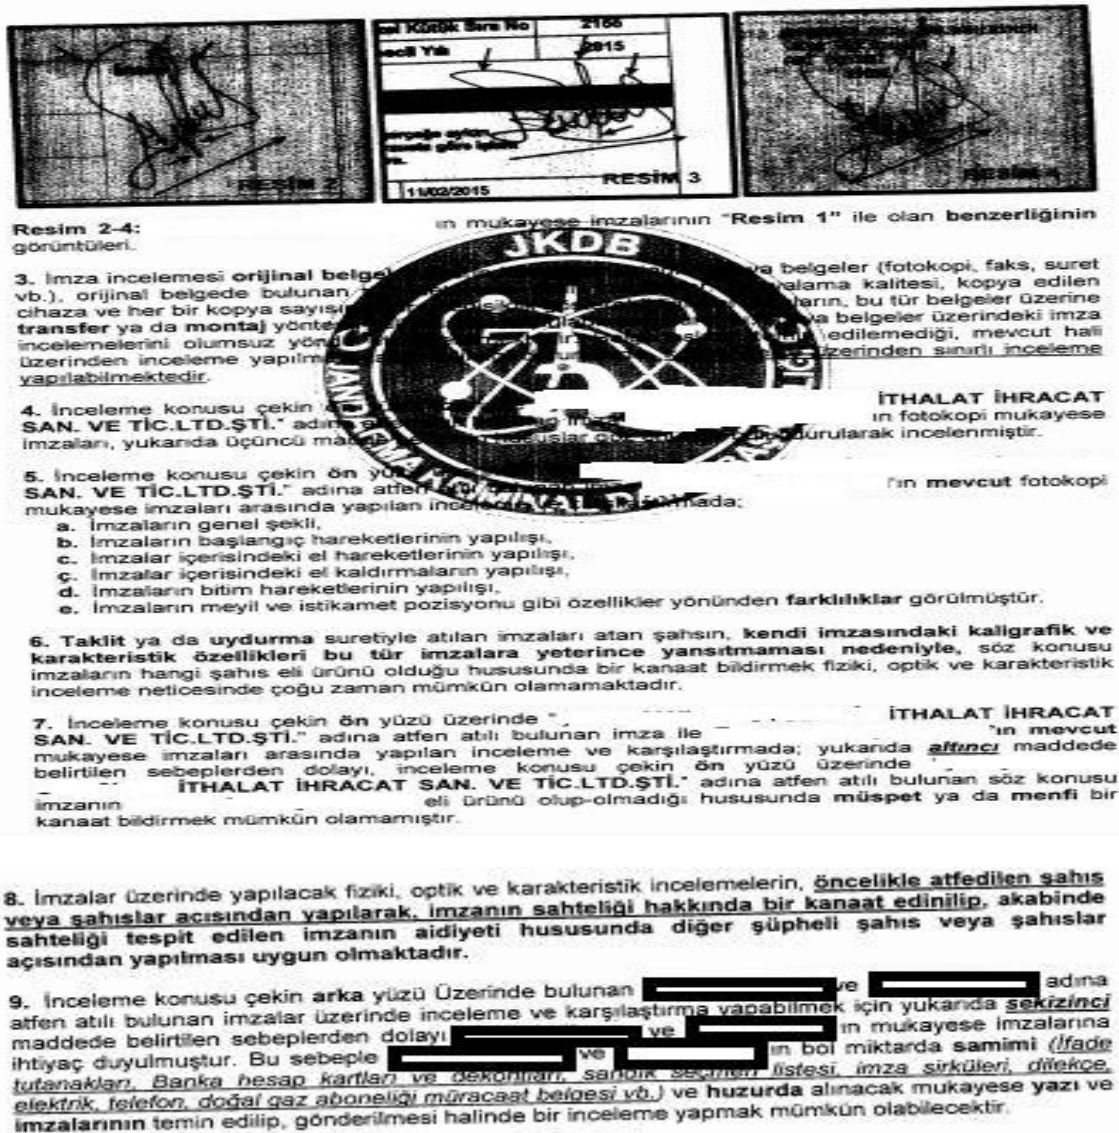 sel Kütük Sıra No 2166
Tescil Yılı 2015
11/02/2015
RESİM 2
RESİM 3
Resim 2-4: ın mukayese imzalarının “Resim 1” ile olan benzerliğinin
görüntüleri.
JKDB
3. İmza incelemesi orijinal belge ya belgeler (fotokopi, faks, suret
vb.), orijinal belgede bulunan kalitesi, kopya edilen
cihaza ve her bir kopya sayısı bu tür belgeler üzerine
transfer ya da montaj belgeler üzerindeki imza
incelemelerini olumsuz edilemediği, mevcut hali
üzerinden inceleme üzerinden sınırlı inceleme
yapılabilmektedir.
4. İnceleme konusu çekin İTHALAT İHRACAT
SAN. VE TİC.LTD.ŞTİ." adına ın fotokopi mukayese
imzaları, yukarıda üçüncü durularak incelenmiştir.
5. İnceleme konusu çekin ön
SAN. VE TİC.LTD.ŞTİ." adına atfen 'ın mevcut fotokopi
mukayese imzaları arasında yapılan
a. İmzaların genel şekli,
b. İmzaların başlangıç hareketlerinin yapılışı,
c. İmzalar içerisindeki el hareketlerinin yapılışı,
ç. İmzalar içerisindeki el kaldırmaların yapılışı,
d. İmzaların bitim hareketlerinin yapılışı,
e. İmzaların meyil ve istikamet pozisyonu gibi özellikler yönünden farklılıklar görülmüştür.
6. Taklit ya da uydurma suretiyle atılan imzaları atan şahsın, kendi imzasındaki kaligrafik ve
karakteristik özellikleri bu tür imzalara yeterince yansıtmaması nedeniyle, söz konusu
imzaların hangi şahıs eli ürünü olduğu hususunda bir kanaat bildirmek fiziki, optik ve karakteristik
inceleme neticesinde çoğu zaman mümkün olamamaktadır.
7. İnceleme konusu çekin ön yüzü üzerinde " İTHALAT İHRACAT
SAN. VE TİC.LTD.ŞTİ." adına atfen atılı bulunan imza ile 'ın mevcut
mukayese imzaları arasında yapılan inceleme ve karşılaştırmada; yukarıda altıncı maddede
belirtilen sebeplerden dolayı, inceleme konusu çekin ön yüzü üzerinde
İTHALAT İHRACAT SAN. VE TİC.LTD.ŞTİ." adına atfen atılı bulunan söz konusu
imzanın eli ürünü olup-olmadığı hususunda müspet ya da menfi bir
kanaat bildirmek mümkün olamamıştır.
8. İmzalar üzerinde yapılacak fiziki, optik ve karakteristik incelemelerin, öncelikle atfedilen şahıs
veya şahıslar açısından yapılarak, imzanın sahteliği hakkında bir kanaat edinilip, akabinde
sahteliği tespit edilen imzanın aidiyeti hususunda diğer şüpheli şahıs veya şahıslar
açısından yapılması uygun olmaktadır.
9. İnceleme konusu çekin arka yüzü Üzerinde bulunan ve adına
atfen atılı bulunan imzalar üzerinde inceleme ve karşılaştırma yapabilmek için yukarıda sekizinci
maddede belirtilen sebeplerden dolayı ve ın mukayese imzalarına
ihtiyaç duyulmuştur. Bu sebeple ve ın bol miktarda samimi (İfade
tutanakları, Banka hesap kartları ve dekontları, sandık seçmen listesi, imza sirküleri, dilekçe,
elektrik, telefon, doğal gaz aboneliği müracaat belgesi vb.) ve huzurda alınacak mukayese yazı ve
imzalarının temin edilip, gönderilmesi halinde bir inceleme yapmak mümkün olabilecektir.